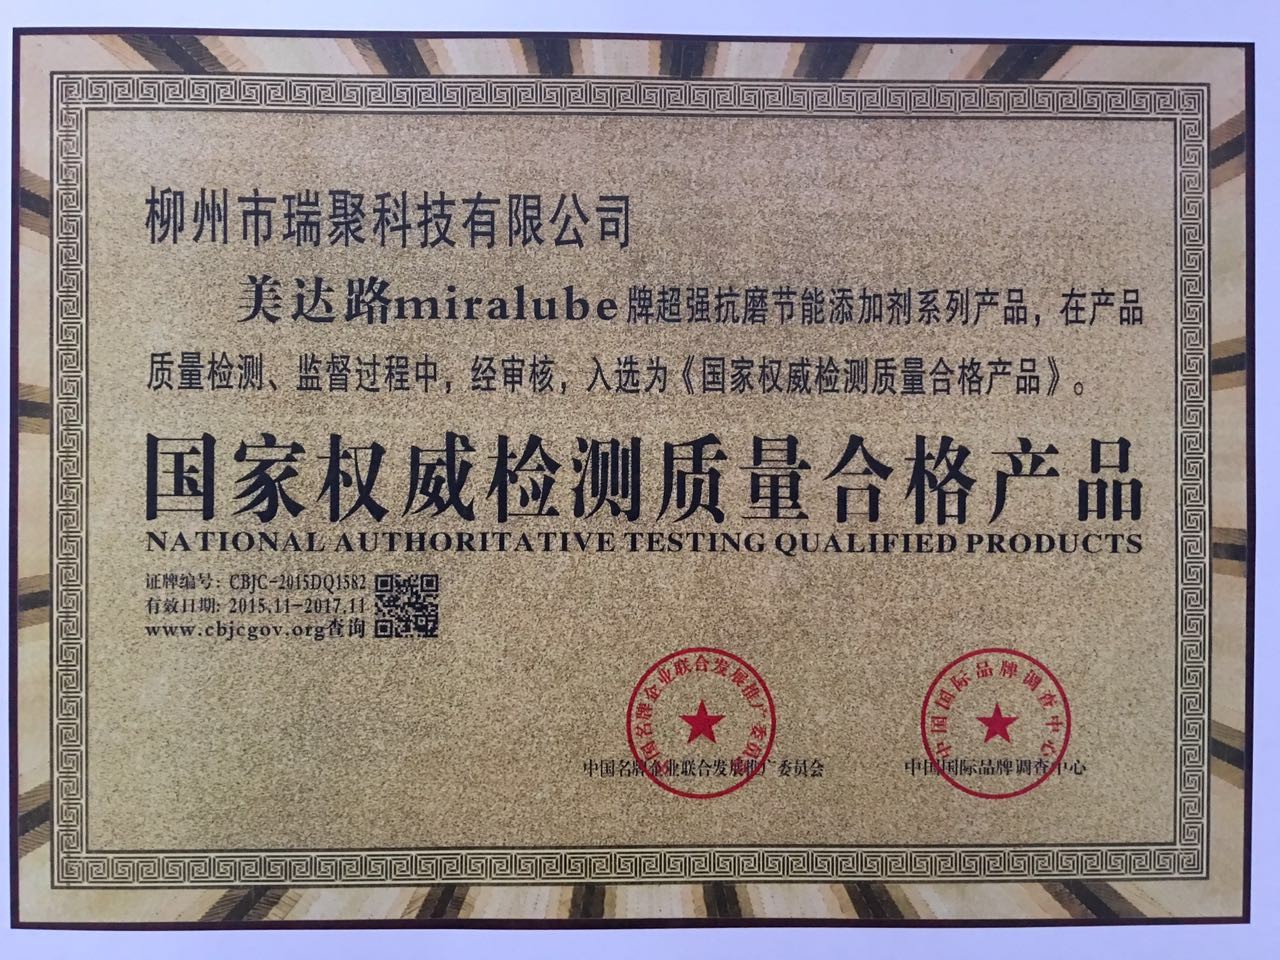 柳州市瑞聚科技有限公司
美达路miralube牌超强抗磨节能添加剂系列产品，在产品
质量检测、监督过程中，经审核，入选为《国家权威检测质量合格产品》。
国家权威检测质量合格产品
NATIONAL AUTHORITATIVE TESTING QUALIFIED PRODUCTS
证牌编号：CBJC-2015DQ1582
有效日期：2015.11-2017.11
www.cbjcgov.org查询
中国名牌企业联合发展推广委员会
中国名牌企业联合发展推广委员会
中国国际品牌调查中心
中国国际品牌调查中心